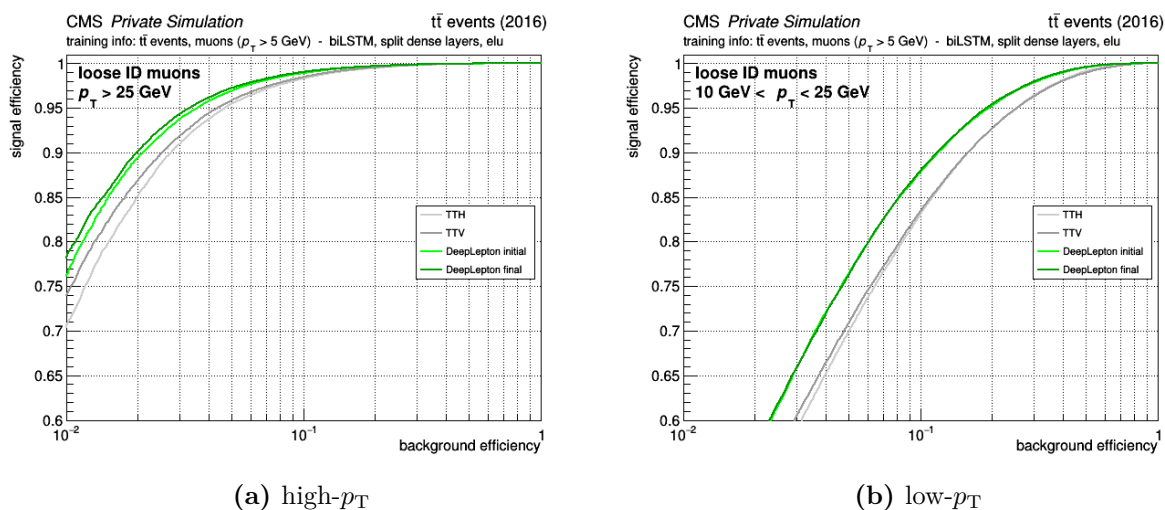 CMS Private Simulation tt̄ events (2016)
training info: tt̄ events, muons (pT > 5 GeV) - biLSTM, split dense layers, elu
loose ID muons
pT > 25 GeV
signal efficiency
1
0.95
0.9
0.85
0.8
0.75
0.7
0.65
0.6
TTH
TTV
DeepLepton initial
DeepLepton final
10⁻² 10⁻¹ 1
background efficiency
(a) high-pT
CMS Private Simulation tt̄ events (2016)
training info: tt̄ events, muons (pT > 5 GeV) - biLSTM, split dense layers, elu
loose ID muons
10 GeV < pT < 25 GeV
signal efficiency
1
0.95
0.9
0.85
0.8
0.75
0.7
0.65
0.6
TTH
TTV
DeepLepton initial
DeepLepton final
10⁻² 10⁻¹ 1
background efficiency
(b) low-pT